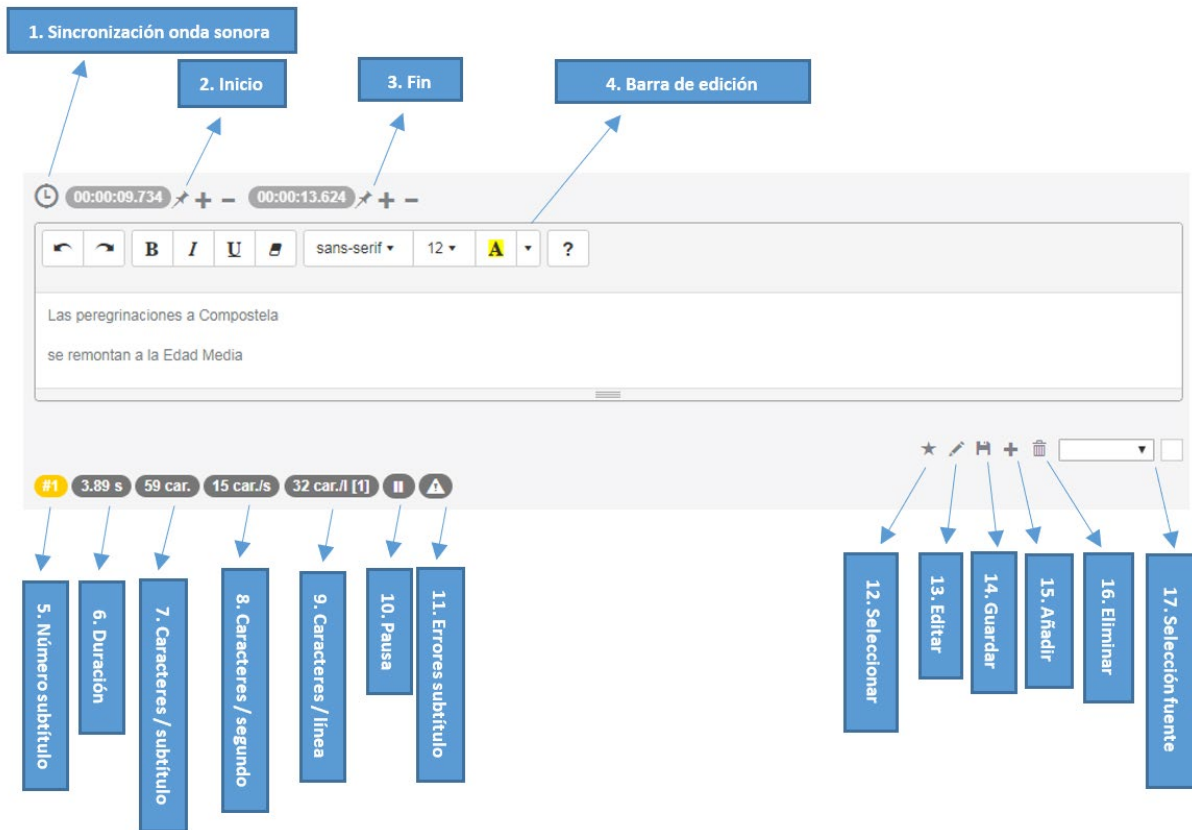 1. Sincronización onda sonora
2. Inicio
3. Fin
4. Barra de edición
00:00:09.734 + − 00:00:13.624 + −
B I U sans-serif 12 A ?
Las peregrinaciones a Compostela
se remontan a la Edad Media
#1 3.89 s 59 car. 15 car./s 32 car./l [1]
5. Número subtítulo
6. Duración
7. Caracteres / subtítulo
8. Caracteres / segundo
9. Caracteres / línea
10. Pausa
11. Errores subtítulo
12. Seleccionar
13. Editar
14. Guardar
15. Añadir
16. Eliminar
17. Selección fuente